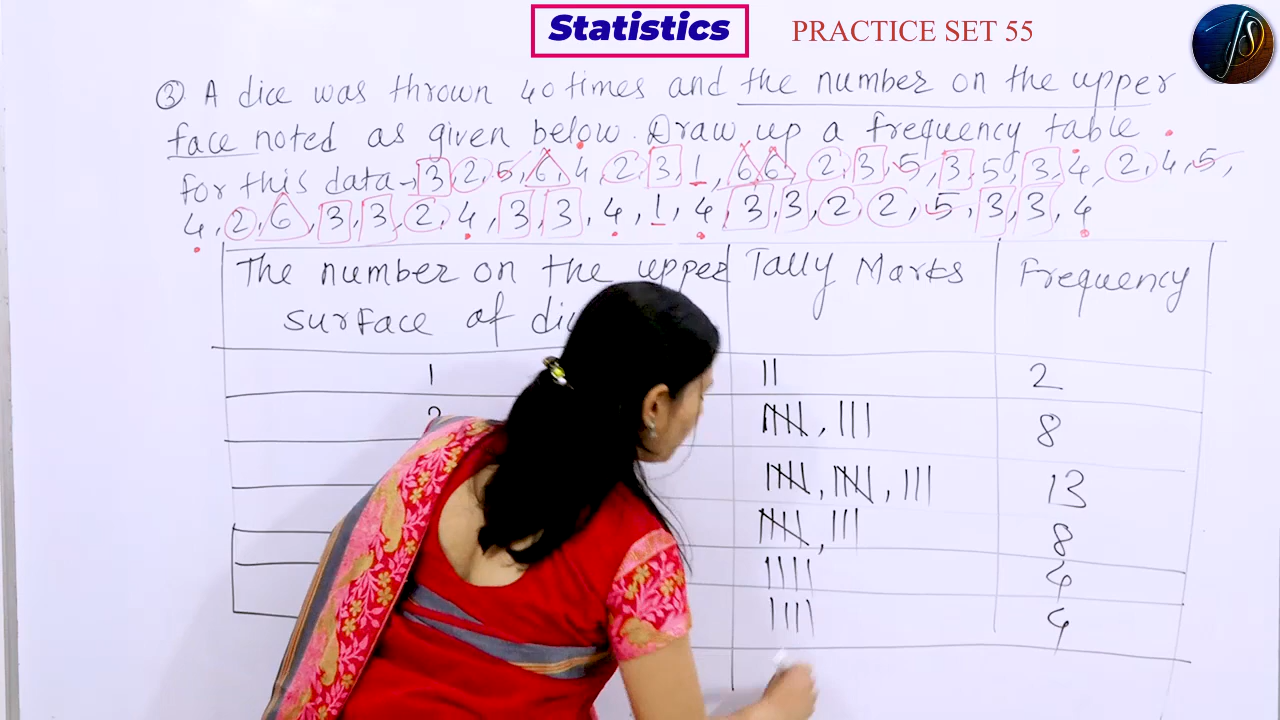 Statistics PRACTICE SET 55
③ A dice was thrown 40 times and the number on the upper
face noted as given below. Draw up a frequency table
for this data - 3, 2, 5, 6, 4, 2, 3, 1, 6, 6, 2, 3, 5, 3, 5, 3, 4, 2, 4, 5,
4, 2, 6, 3, 3, 2, 4, 3, 3, 4, 1, 4, 3, 3, 2, 2, 5, 3, 3, 4
The number on the upper Tally Marks Frequency
surface of
1 || 2
2 ||||, ||| 8
||||, ||||, ||| 13
||||, ||| 8
|||| 4
|||| 4